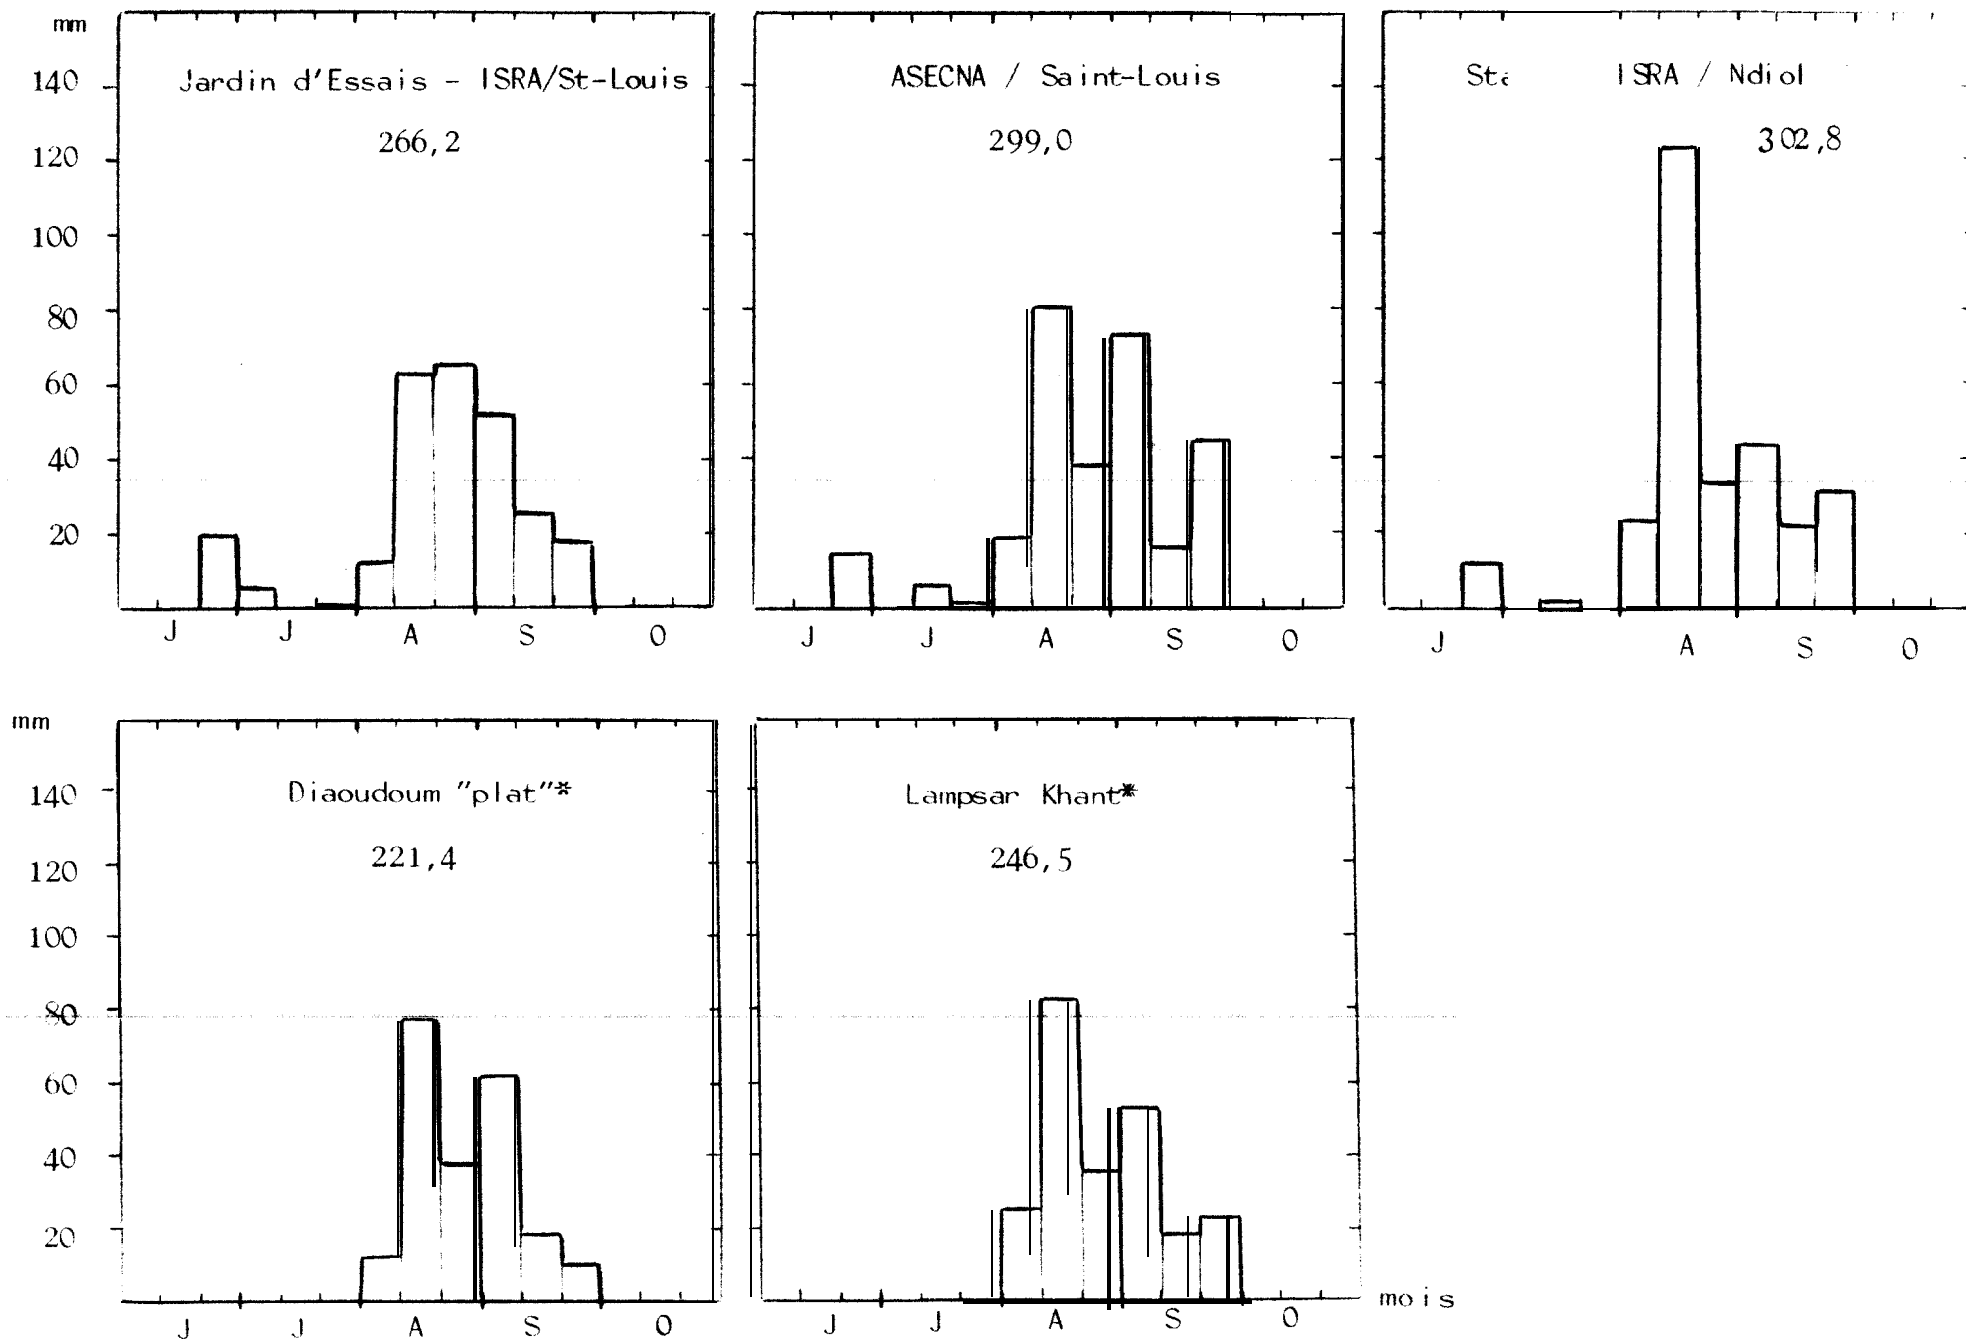 mm
140
120
100
80
60
40
20
Jardin d'Essais - ISRA/St-Louis
266,2
J J A S O
ASECNA / Saint-Louis
299,0
J J A S O
ISRA / Ndiol
302,8
J A S O
mm
140
120
100
80
60
40
20
Diaoudoum "plat"*
221,4
J J A S O
Lampsar Khant*
246,5
J J A S O
mois